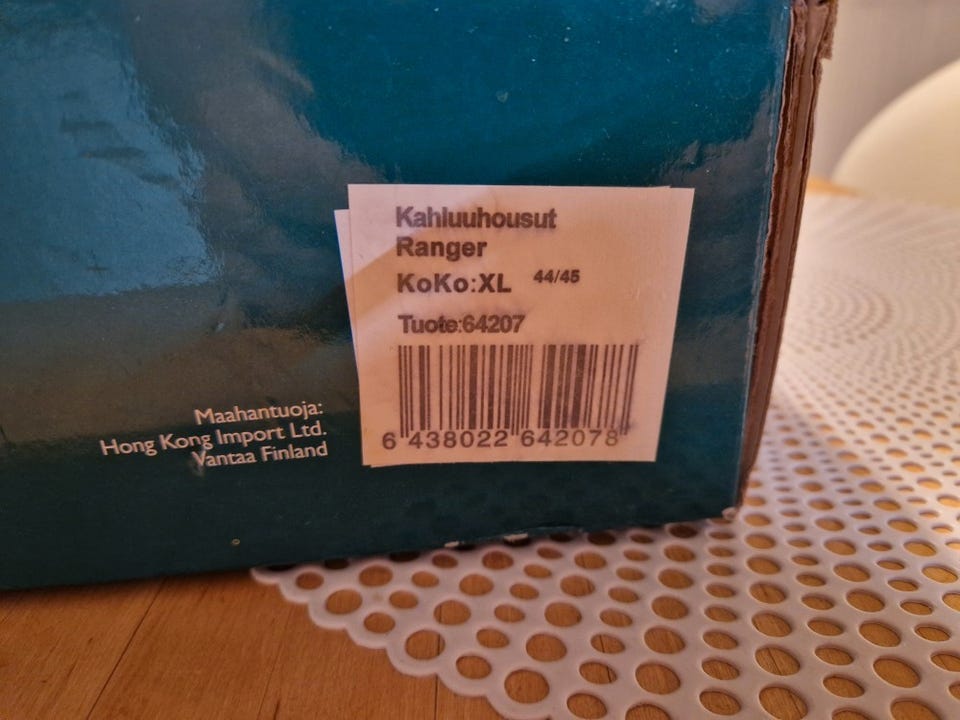 Kahluuhousut
Ranger
KoKo:XL 44/45
Tuote:64207
6 438022 642078
Maahantuoja:
Hong Kong Import Ltd.
Vantaa Finland